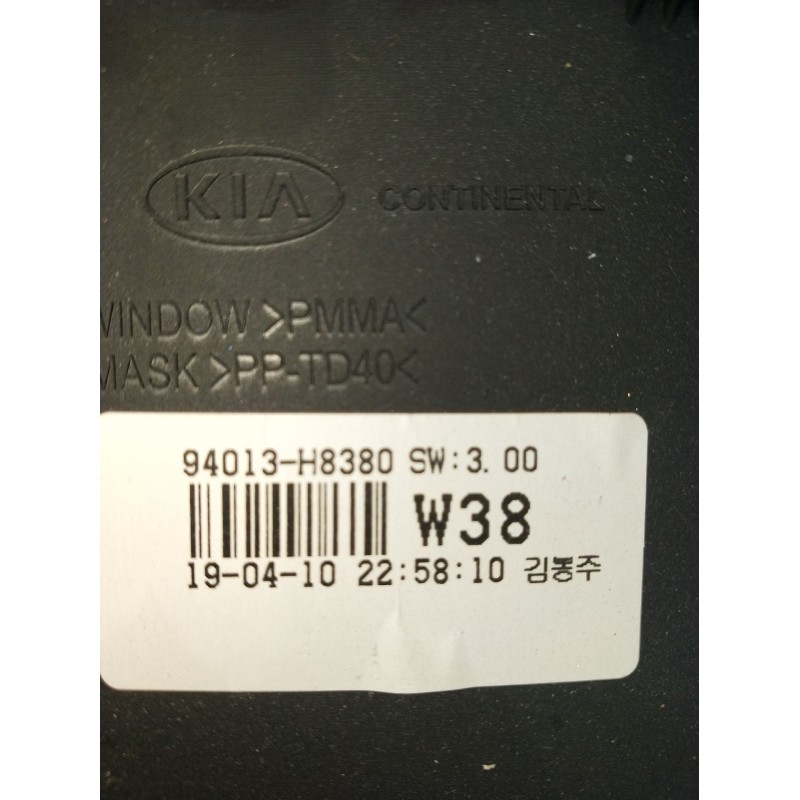 KIA CONTINENTAL
WINDOW >PMMA<
MASK >PP-TD40<
94013-H8380 SW:3.00
W38
19-04-10 22:58:10 김동주